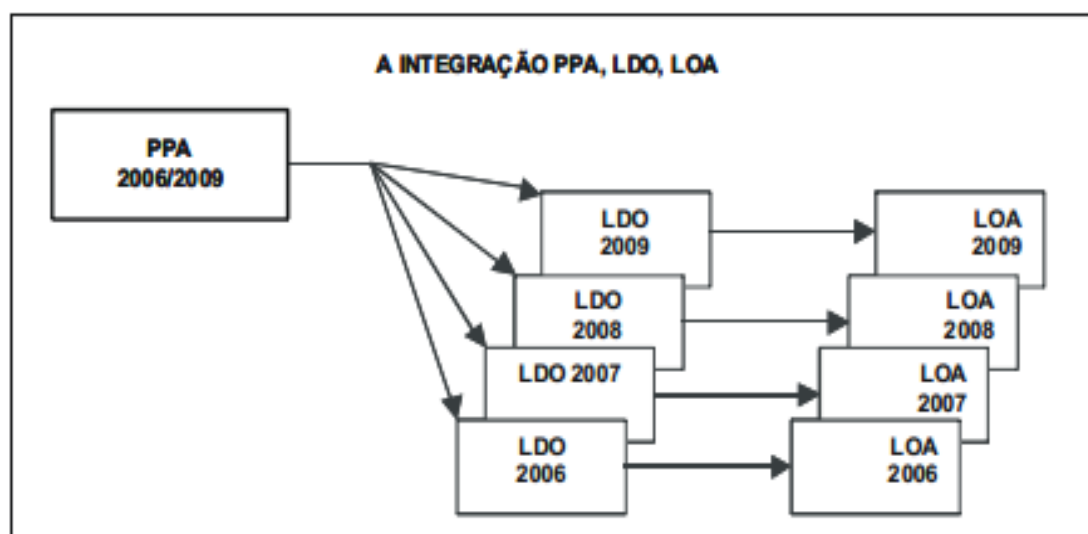 A INTEGRAÇÃO PPA, LDO, LOA
PPA
2006/2009
LDO
2009
LOA
2009
LDO
2008
LOA
2008
LDO 2007
LOA
2007
LDO
2006
LOA
2006